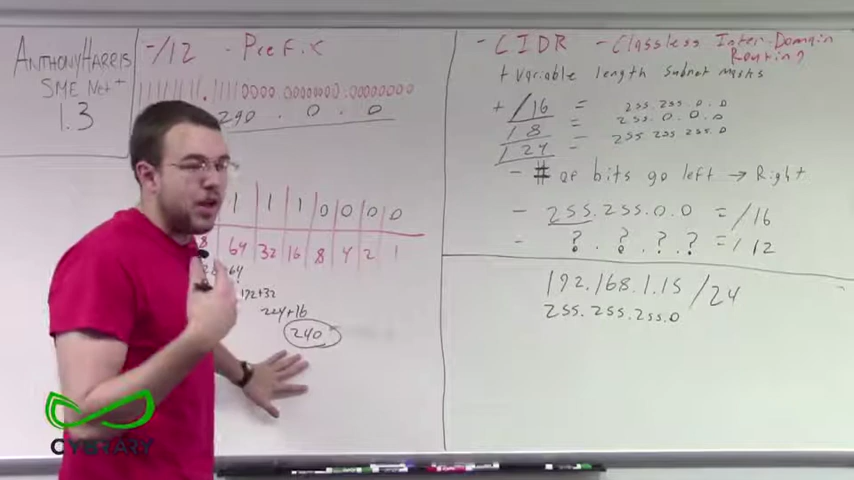 ANTHONY HARRIS
SME Net+
1.3
-/12 - Prefix
11111111.11110000.00000000.00000000
240 . 0 . 0
1 1 1 0 0 0 0
8 64 32 16 8 4 2 1
64
192+32
224+16
240
- CIDR - Classless Inter-Domain
Routing
+ Variable length Subnet masks
+ /16 = 255.255.0.0
/8 = 255.0.0.0
/24 = 255.255.255.0
- # of bits go left → Right
- 255.255.0.0 = /16
- ? . ? . ? . ? = /12
192.168.1.15 /24
255.255.255.0
CYBRARY